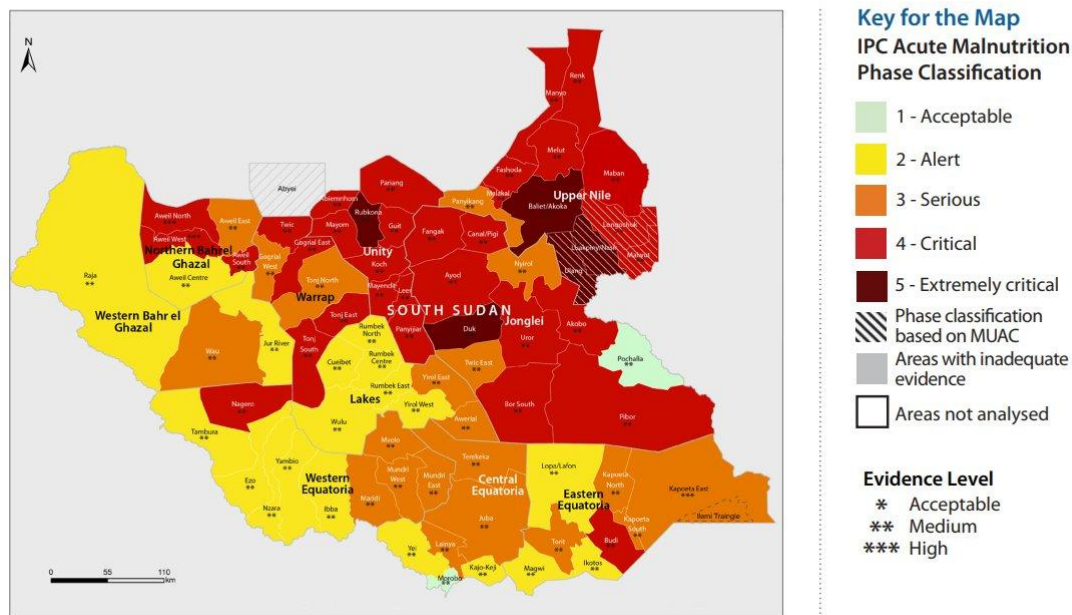 N
Renk
**
Manyo
**
Melut
**
Fashoda
**
Maban
**
Malakal
Upper Nile
Baliet/Akoka
Pariang
**
Panyikang
**
Abyei
Abiemnhom
**
Rubkona
Mayom
Guit
**
Longochuk
Maiwut
Luakpiny/Nasir
Ulang
Aweil North
***
Aweil East
**
Twic
**
Aweil West
***
Northern Bahr el
Ghazal
Aweil South
Aweil Centre
**
Gogrial West
**
Gogrial East
**
Unity
Koch
**
Fangak
**
Canal/Pigi
**
Nyirol
**
Tonj North
**
Warrap
Mayendit
**
Leer
**
Ayod
**
Raja
**
SOUTH SUDAN
Western Bahr el
Ghazal
Tonj East
**
Panyijiar
**
Duk
Jonglei
Uror
**
Akobo
**
Pochalla
**
Wau
**
Jur River
**
Tonj South
**
Rumbek North
**
Cueibet
**
Rumbek Centre
**
Rumbek East
**
Yirol East
**
Twic East
**
Lakes
Yirol West
**
Nagero
**
Wulu
**
Awerial
**
Bor South
**
Pibor
**
Tambura
**
Mvolo
**
Yambio
**
Terekeka
**
Lopa/Lafon
**
Ezo
**
Western
Equatoria
Mundri West
**
Mundri East
**
Central
Equatoria
Kapoeta North
**
Kapoeta East
***
Eastern
Equatoria
Maridi
**
Nzara
**
Ibba
**
Juba
**
Kapoeta South
**
Ilemi Traingle
Yei
**
Lainya
**
Torit
**
Budi
**
Ikotos
**
Kajo-Keji
**
Magwi
**
Morobo
**
0 55 110
km
Key for the Map
IPC Acute Malnutrition
Phase Classification
1 - Acceptable
2 - Alert
3 - Serious
4 - Critical
5 - Extremely critical
Phase classification
based on MUAC
Areas with inadequate
evidence
Areas not analysed
Evidence Level
* Acceptable
** Medium
*** High